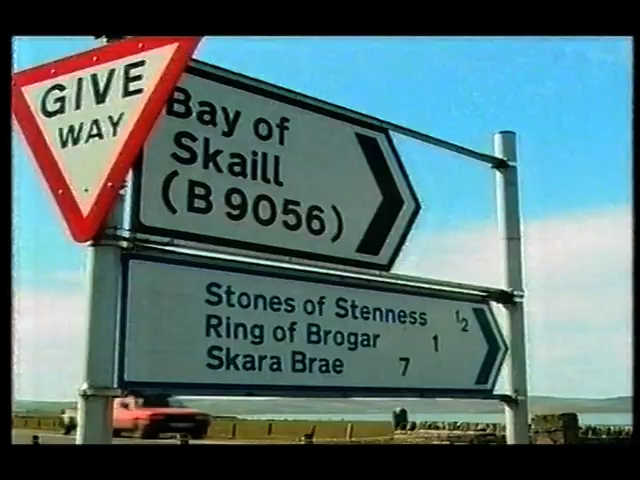 GIVE
WAY
Bay of
Skaill
(B 9056)
Stones of Stenness ½
Ring of Brogar 1
Skara Brae 7